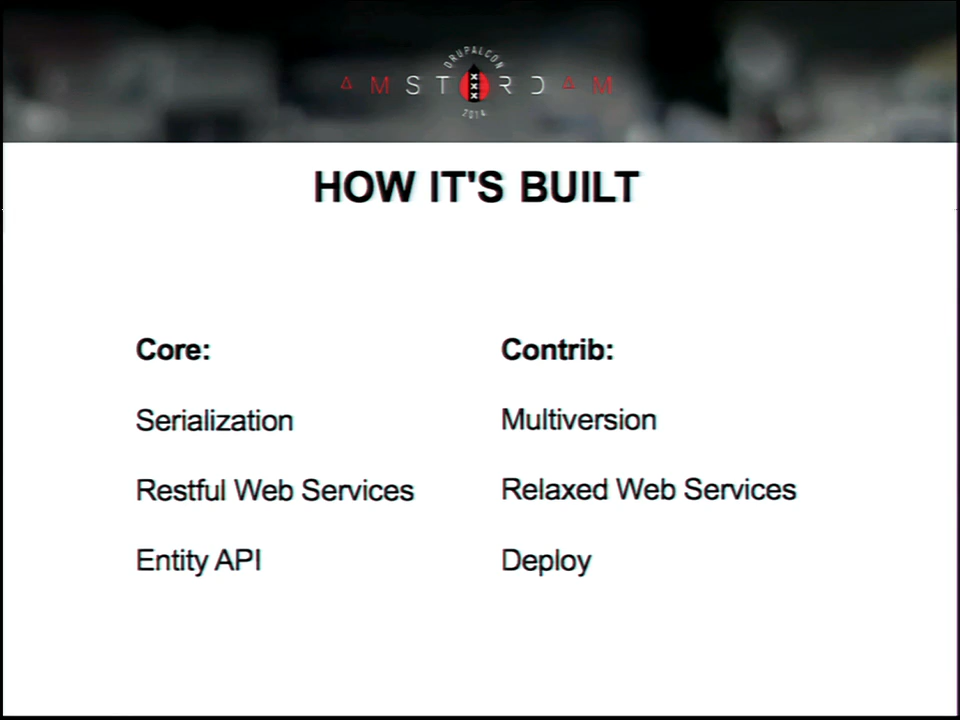 DRUPALCON
AMSTERDAM
2014
HOW IT'S BUILT
Core:
Serialization
Restful Web Services
Entity API
Contrib:
Multiversion
Relaxed Web Services
Deploy